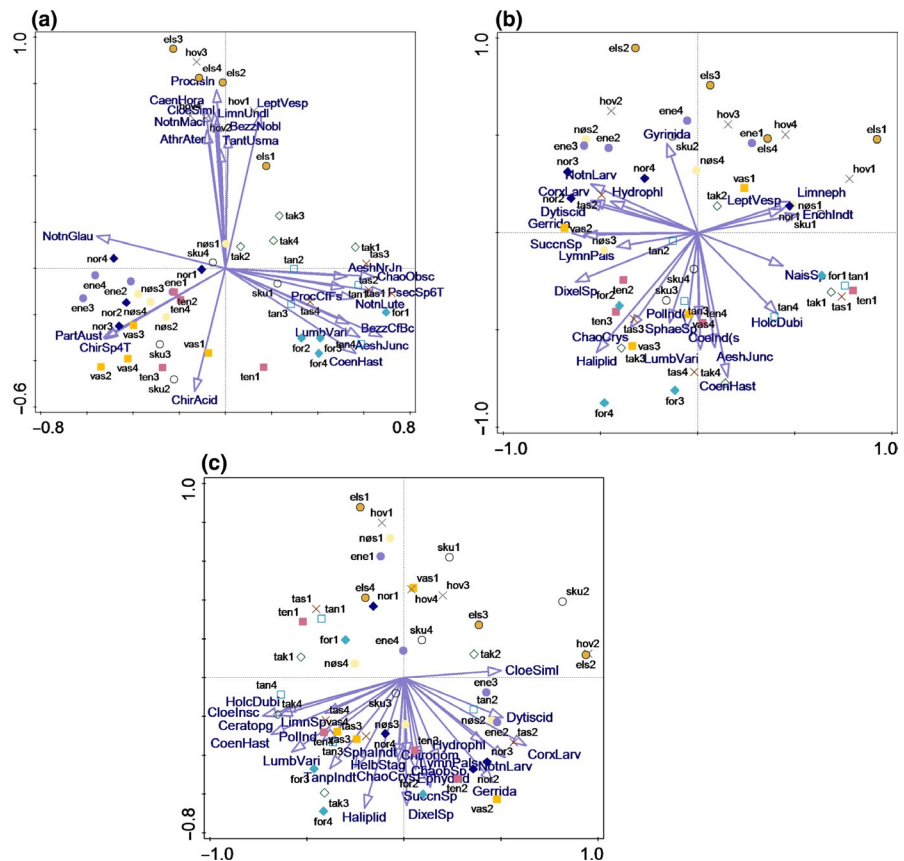 (a)
1.0
els3
hov3
els4
els2
ProcIsIn
CaenHora
hov4
hov1
LeptVesp
CloeSiml
LimnUndl
NotnMacl
hov2
BezzNobl
AthrAter
TantUsma
els1
tak3
NotnGlau
nøs1
tak4
tak1
nor4
sku4
tak2
tan2
tas3
AeshNrJn
nor1
tas2
ChaoObsc
ene4
ene2
ene1
sku1
ProcCfFs
tan1
tas1
PsecSp6T
ene3
nøs3
ten2
tan3
tas4
NotnLute
nor2
nøs4
ten4
for1
nor3
nøs2
LumbVari
BezzCfBc
PartAust
vas3
for2
for3
tan4
AeshJunc
ChirSp4T
sku3
vas1
for4
CoenHast
vas2
vas4
ten3
ten1
sku2
ChirAcid
-0.6
-0.8
0.8
(b)
1.0
els2
els3
hov2
ene4
hov3
hov4
els1
nøs2
ene2
Gyrinida
ene1
ene3
sku2
els4
nor3
nor4
nøs4
hov1
NotnLarv
vas1
CorxLarv
Hydrophl
Limneph
nor2
tas2
tak2
LeptVesp
nøs1
Dytiscid
nor1
EnchIndt
Gerrida
sku1
vas2
SuccnSp
nøs3
tan2
LymnPals
NaisSp
DixelSp
for1
tan1
ten2
sku4
tas1
ten1
for2
sku3
tak1
ten3
PolInd(s
tan3
tan4
HolcDubi
tas3
vas4
ChaoCrys
SphaeSp
CoeInd(s
vas3
Haliplid
tak3
LumbVari
AeshJunc
tas4
tak4
CoenHast
for4
for3
-1.0
-1.0
1.0
(c)
1.0
els1
hov1
nøs1
sku1
ene1
vas1
sku2
els4
nor1
hov4
hov3
tas1
tan1
els3
ten1
for1
sku4
ene4
hov2
tak1
nøs4
tak2
els2
CloeSiml
tan4
ene3
HolcDubi
tak4
sku3
tan2
CloeInsc
LimnSp
tas4
Dytiscid
Ceratopg
vas4
tas3
nøs3
nøs2
ene2
tas2
CoenHast
PolInd
vas3
nor4
ten3
Hydrophl
nor3
CorxLarv
LumbVari
tan3
SphaIndt
Chironom
HelbStag
LymnPals
NotnLarv
for3
TanpIndt
ChaoCrys
ChaobSp
Ephydrid
for2
ten2
nor2
tak3
SuccnSp
Gerrida
for4
Haliplid
DixelSp
vas2
-0.8
-1.0
1.0